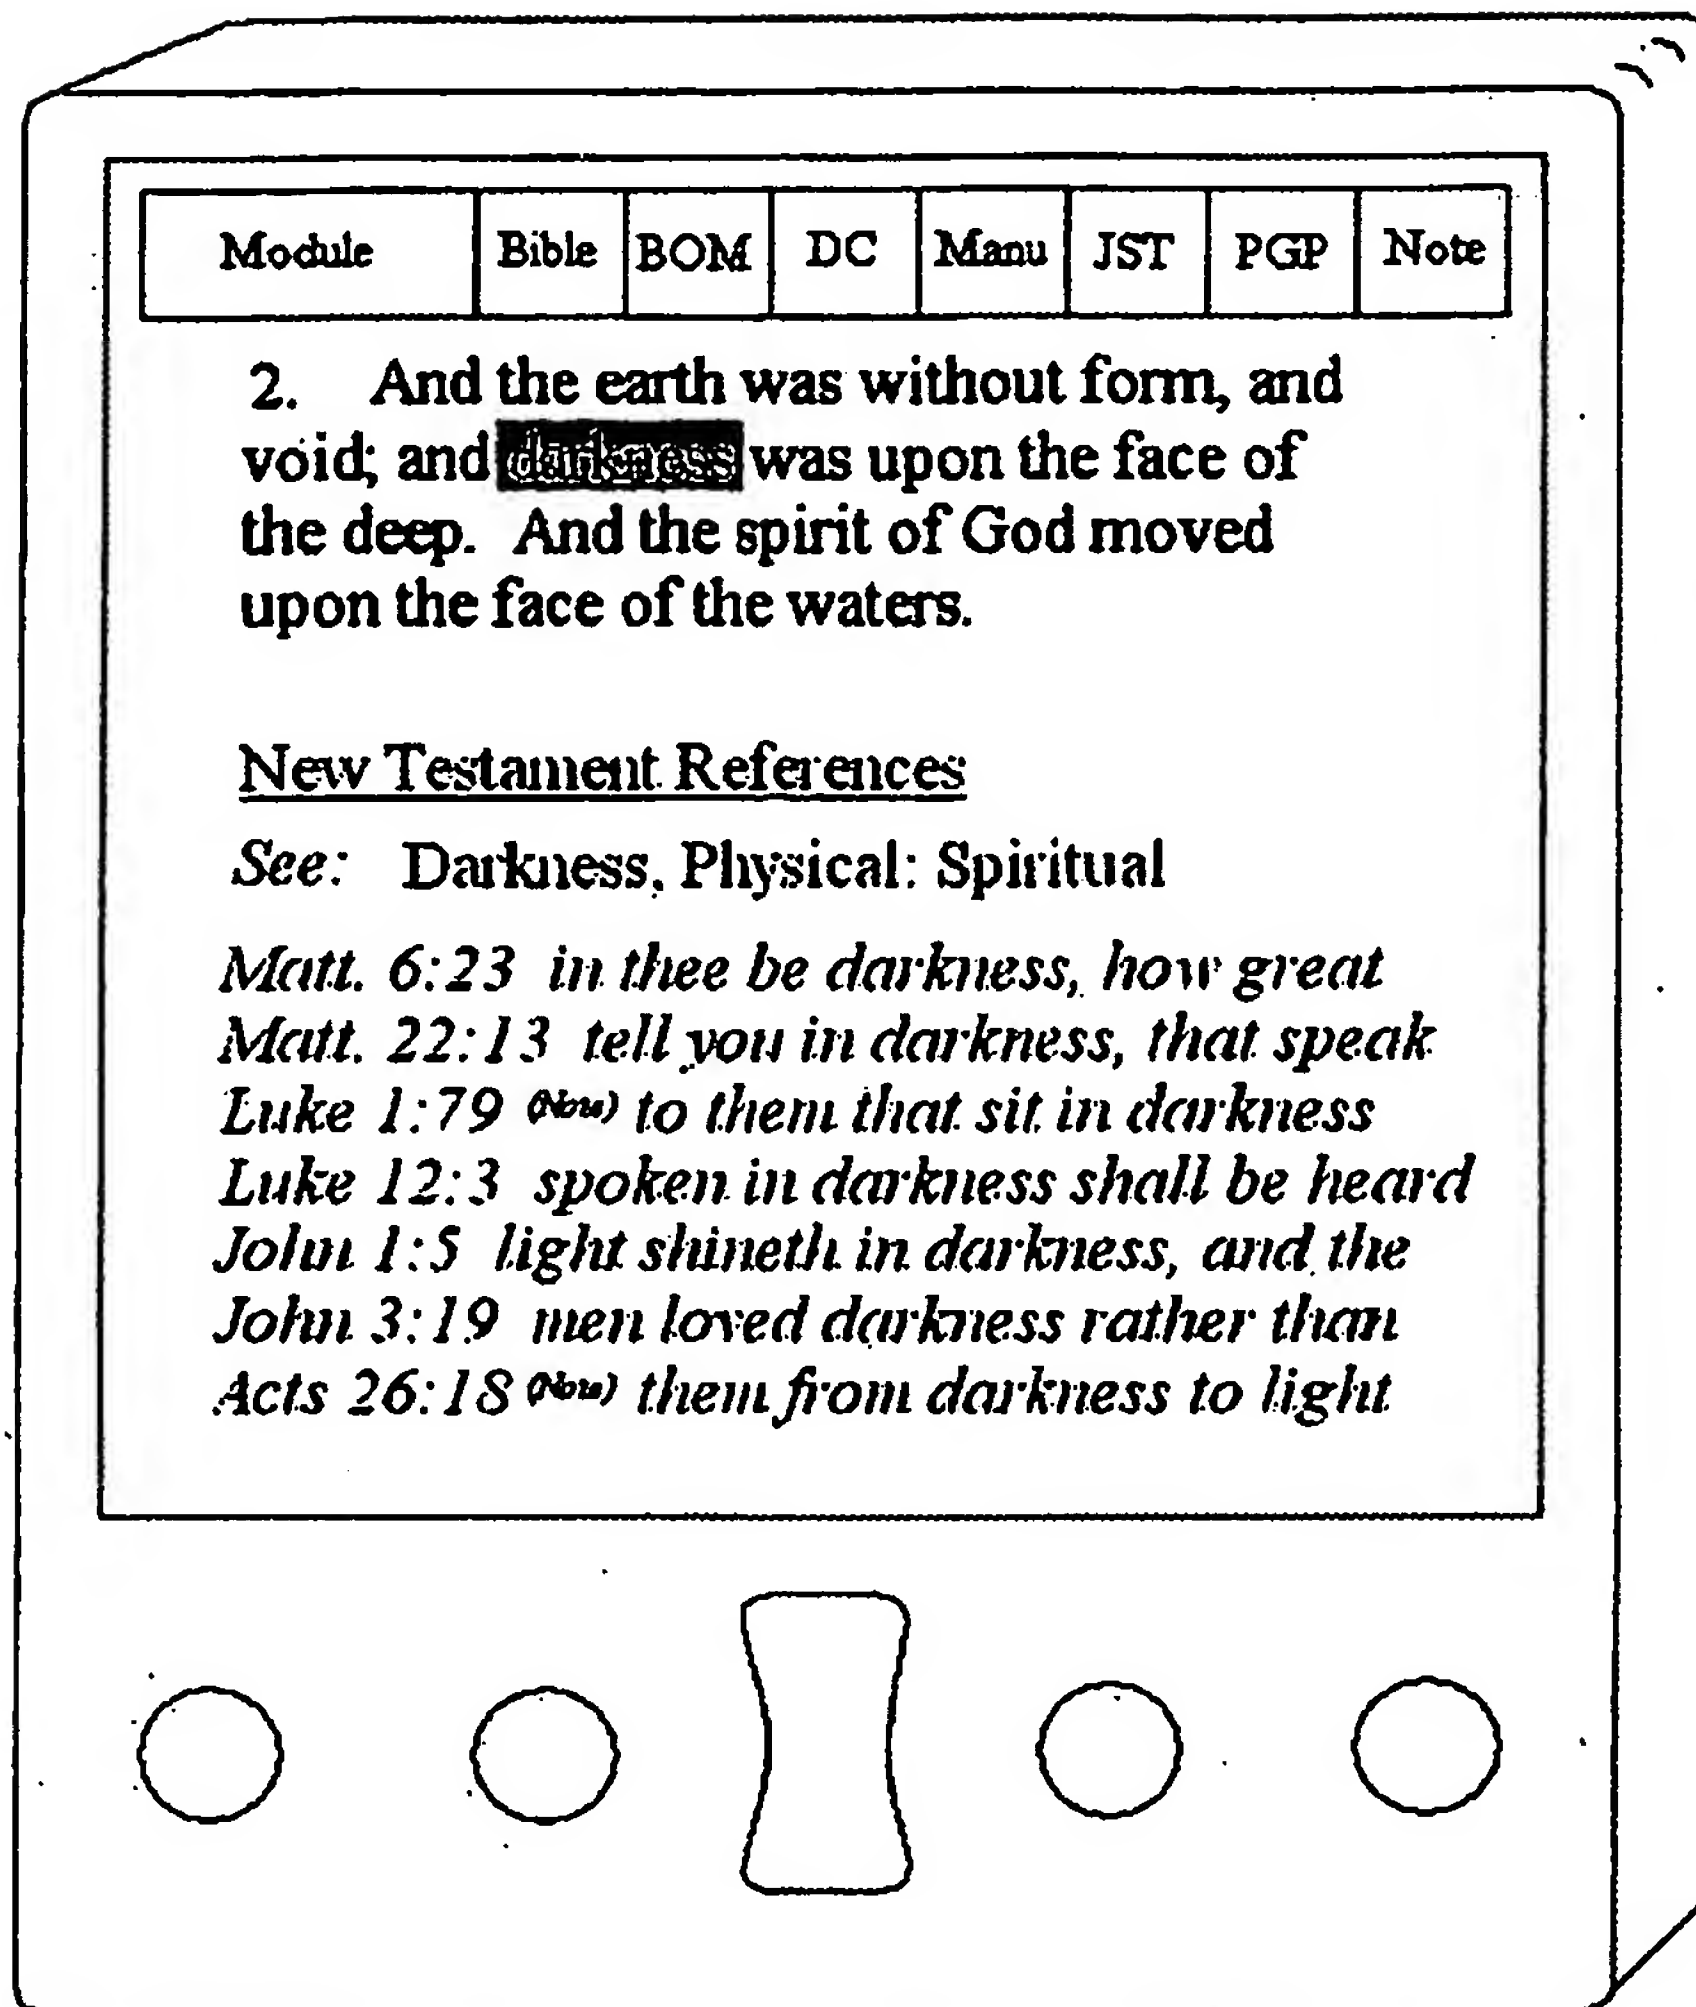 Module Bible BOM DC Manu JST PGP Note
2. And the earth was without form, and
void; and darkness was upon the face of
the deep. And the spirit of God moved
upon the face of the waters.
New Testament References
See: Darkness, Physical: Spiritual
Matt. 6:23 in thee be darkness, how great
Matt. 22:13 tell you in darkness, that speak
Luke 1:79 (Note) to them that sit in darkness
Luke 12:3 spoken in darkness shall be heard
John 1:5 light shineth in darkness, and the
John 3:19 men loved darkness rather than
Acts 26:18 (Note) them from darkness to light